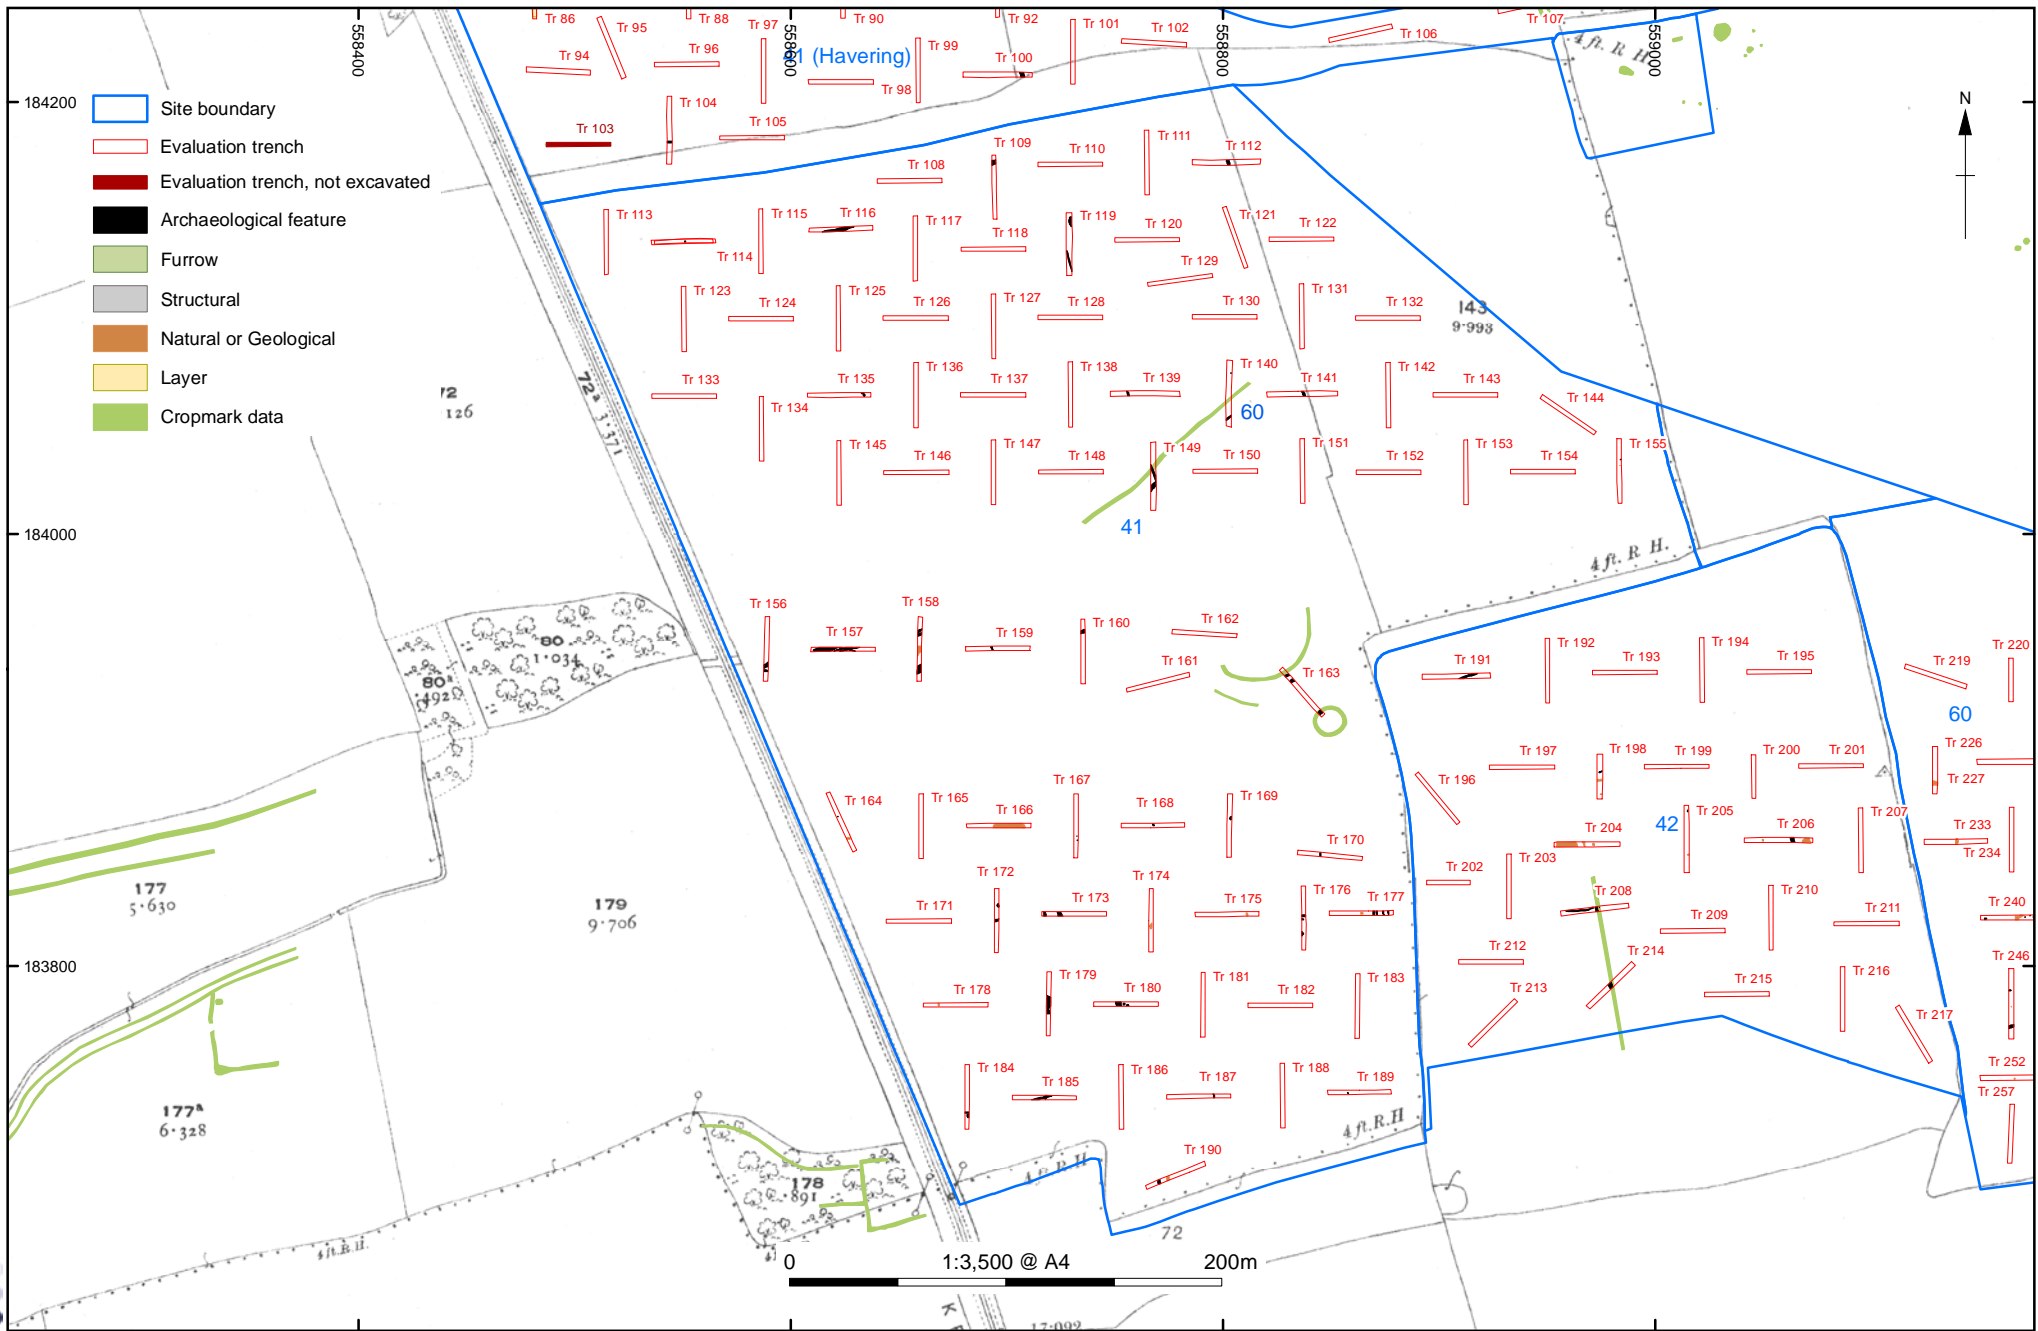 Tr 86
Tr 88
Tr 90
Tr 92
Tr 95
Tr 97
Tr 101
Tr 102
Tr 107
Tr 106
Tr 94
Tr 96
Tr 99
Tr 100
Tr 98
41 (Havering)
558400
558800
559000
4 ft. R H.
184200
184000
183800
N
Site boundary
Evaluation trench
Evaluation trench, not excavated
Archaeological feature
Furrow
Structural
Natural or Geological
Layer
Cropmark data
Tr 103
Tr 104
Tr 105
Tr 108
Tr 109
Tr 110
Tr 111
Tr 112
Tr 113
Tr 114
Tr 115
Tr 116
Tr 117
Tr 118
Tr 119
Tr 120
Tr 121
Tr 122
Tr 123
Tr 124
Tr 125
Tr 126
Tr 127
Tr 128
Tr 129
Tr 130
Tr 131
Tr 132
143
9·993
72
126
72ª 3·371
Tr 133
Tr 134
Tr 135
Tr 136
Tr 137
Tr 138
Tr 139
Tr 140
Tr 141
Tr 142
Tr 143
Tr 144
60
Tr 145
Tr 146
Tr 147
Tr 148
Tr 149
Tr 150
Tr 151
Tr 152
Tr 153
Tr 154
Tr 155
41
4 ft. R H.
Tr 156
Tr 157
Tr 158
Tr 159
Tr 160
Tr 161
Tr 162
Tr 163
80
1·034
80ª
·492
Tr 191
Tr 192
Tr 193
Tr 194
Tr 195
Tr 219
Tr 220
60
Tr 164
Tr 165
Tr 166
Tr 167
Tr 168
Tr 169
Tr 170
Tr 196
Tr 197
Tr 198
Tr 199
Tr 200
Tr 201
Tr 226
Tr 227
42
Tr 202
Tr 203
Tr 204
Tr 205
Tr 206
Tr 207
Tr 233
Tr 234
177
5·630
179
9·706
Tr 171
Tr 172
Tr 173
Tr 174
Tr 175
Tr 176
Tr 177
Tr 208
Tr 209
Tr 210
Tr 211
Tr 240
Tr 178
Tr 179
Tr 180
Tr 181
Tr 182
Tr 183
Tr 212
Tr 213
Tr 214
Tr 215
Tr 216
Tr 217
Tr 246
Tr 252
Tr 257
177ª
6·328
Tr 184
Tr 185
Tr 186
Tr 187
Tr 188
Tr 189
Tr 190
4 ft. R.H
4 ft R H
178
·891
72
4 ft. R.H.
0
1:3,500 @ A4
200m
17·092